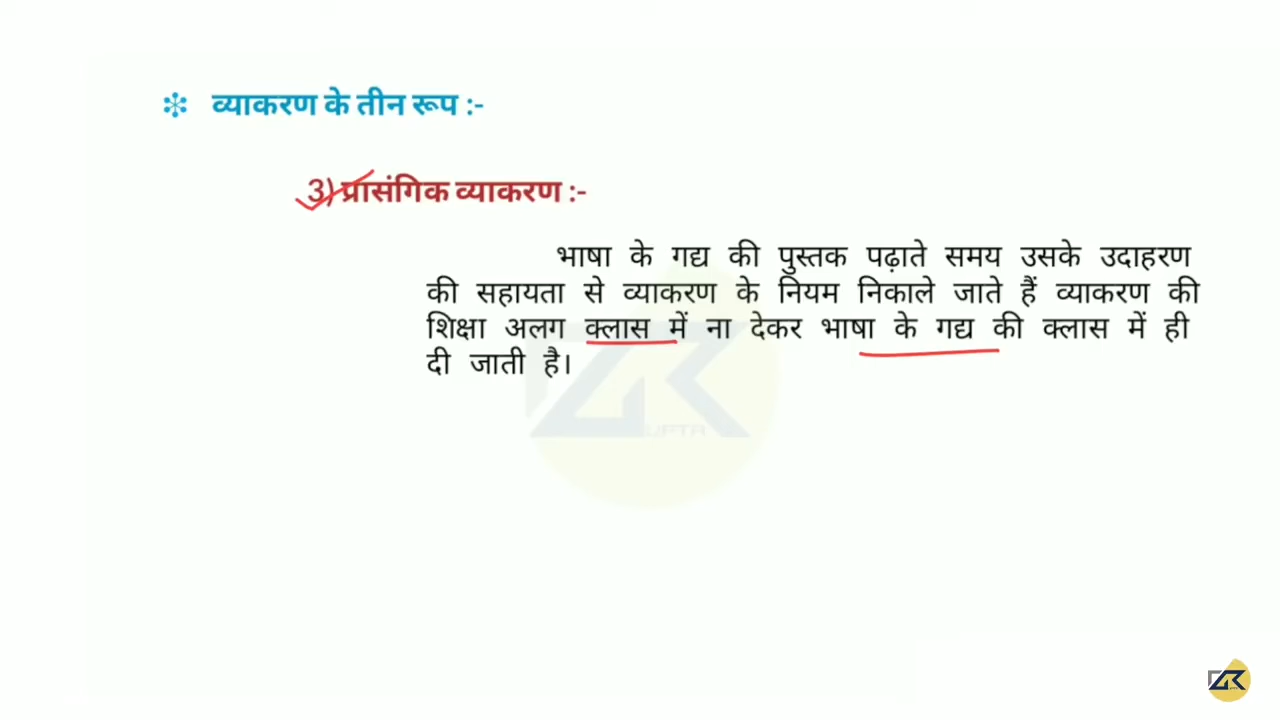 ❇ व्याकरण के तीन रूप :-
3) प्रासंगिक व्याकरण :-
भाषा के गद्य की पुस्तक पढ़ाते समय उसके उदाहरण
की सहायता से व्याकरण के नियम निकाले जाते हैं व्याकरण की
शिक्षा अलग क्लास में ना देकर भाषा के गद्य की क्लास में ही
दी जाती है।